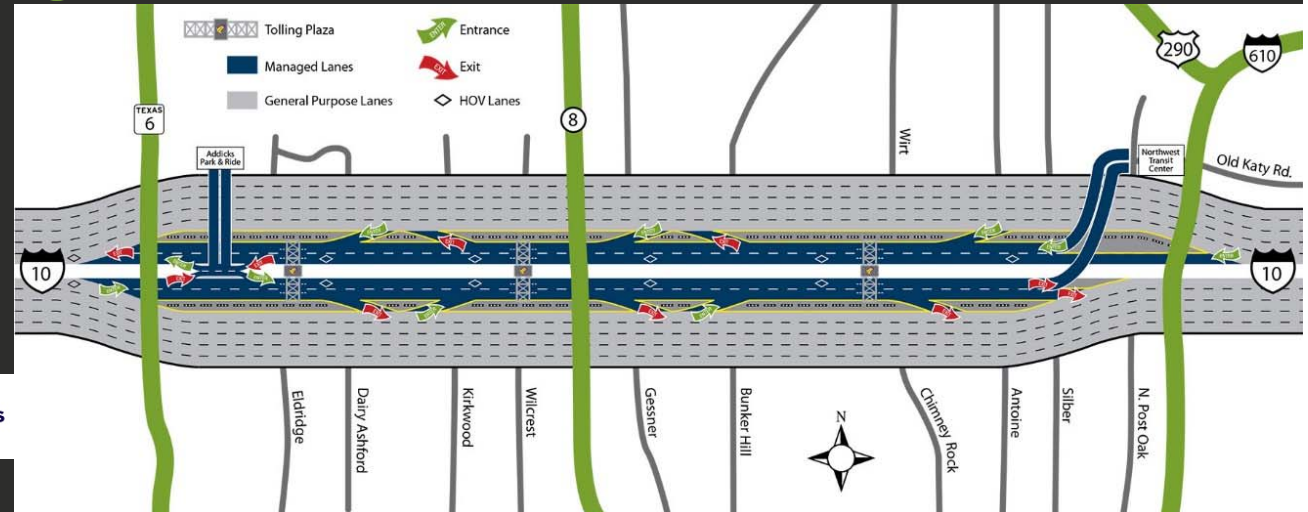 Tolling Plaza
Managed Lanes
General Purpose Lanes
ENTER
Entrance
EXIT
Exit
HOV Lanes
TEXAS
6
8
290
610
Addicks
Park & Ride
Wirt
Northwest
Transit
Center
Old Katy Rd.
10
10
s
Eldridge
Dairy Ashford
Kirkwood
Wilcrest
Gessner
Bunker Hill
Chimney Rock
Antoine
Silber
N. Post Oak
N